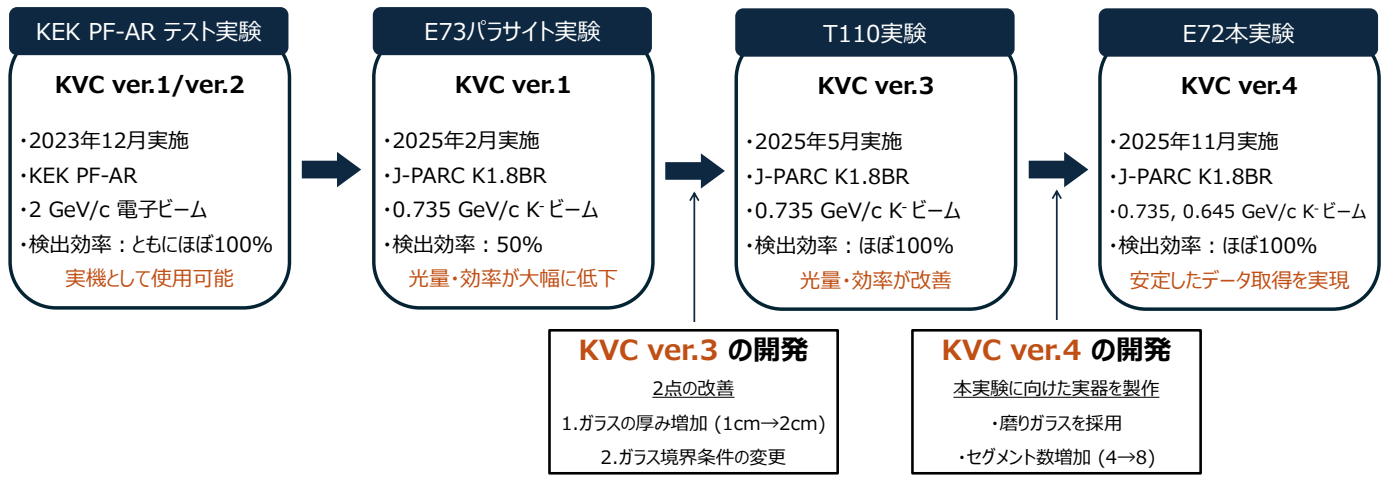 KEK PF-AR テスト実験
KVC ver.1/ver.2
・2023年12月実施
・KEK PF-AR
・2 GeV/c 電子ビーム
・検出効率：ともにほぼ100%
実機として使用可能
E73パラサイト実験
KVC ver.1
・2025年2月実施
・J-PARC K1.8BR
・0.735 GeV/c K⁻ビーム
・検出効率：50%
光量・効率が大幅に低下
T110実験
KVC ver.3
・2025年5月実施
・J-PARC K1.8BR
・0.735 GeV/c K⁻ビーム
・検出効率：ほぼ100%
光量・効率が改善
E72本実験
KVC ver.4
・2025年11月実施
・J-PARC K1.8BR
・0.735, 0.645 GeV/c K⁻ビーム
・検出効率：ほぼ100%
安定したデータ取得を実現
KVC ver.3 の開発
2点の改善
1.ガラスの厚み増加 (1cm→2cm)
2.ガラス境界条件の変更
KVC ver.4 の開発
本実験に向けた実器を製作
・磨りガラスを採用
・セグメント数増加 (4→8)